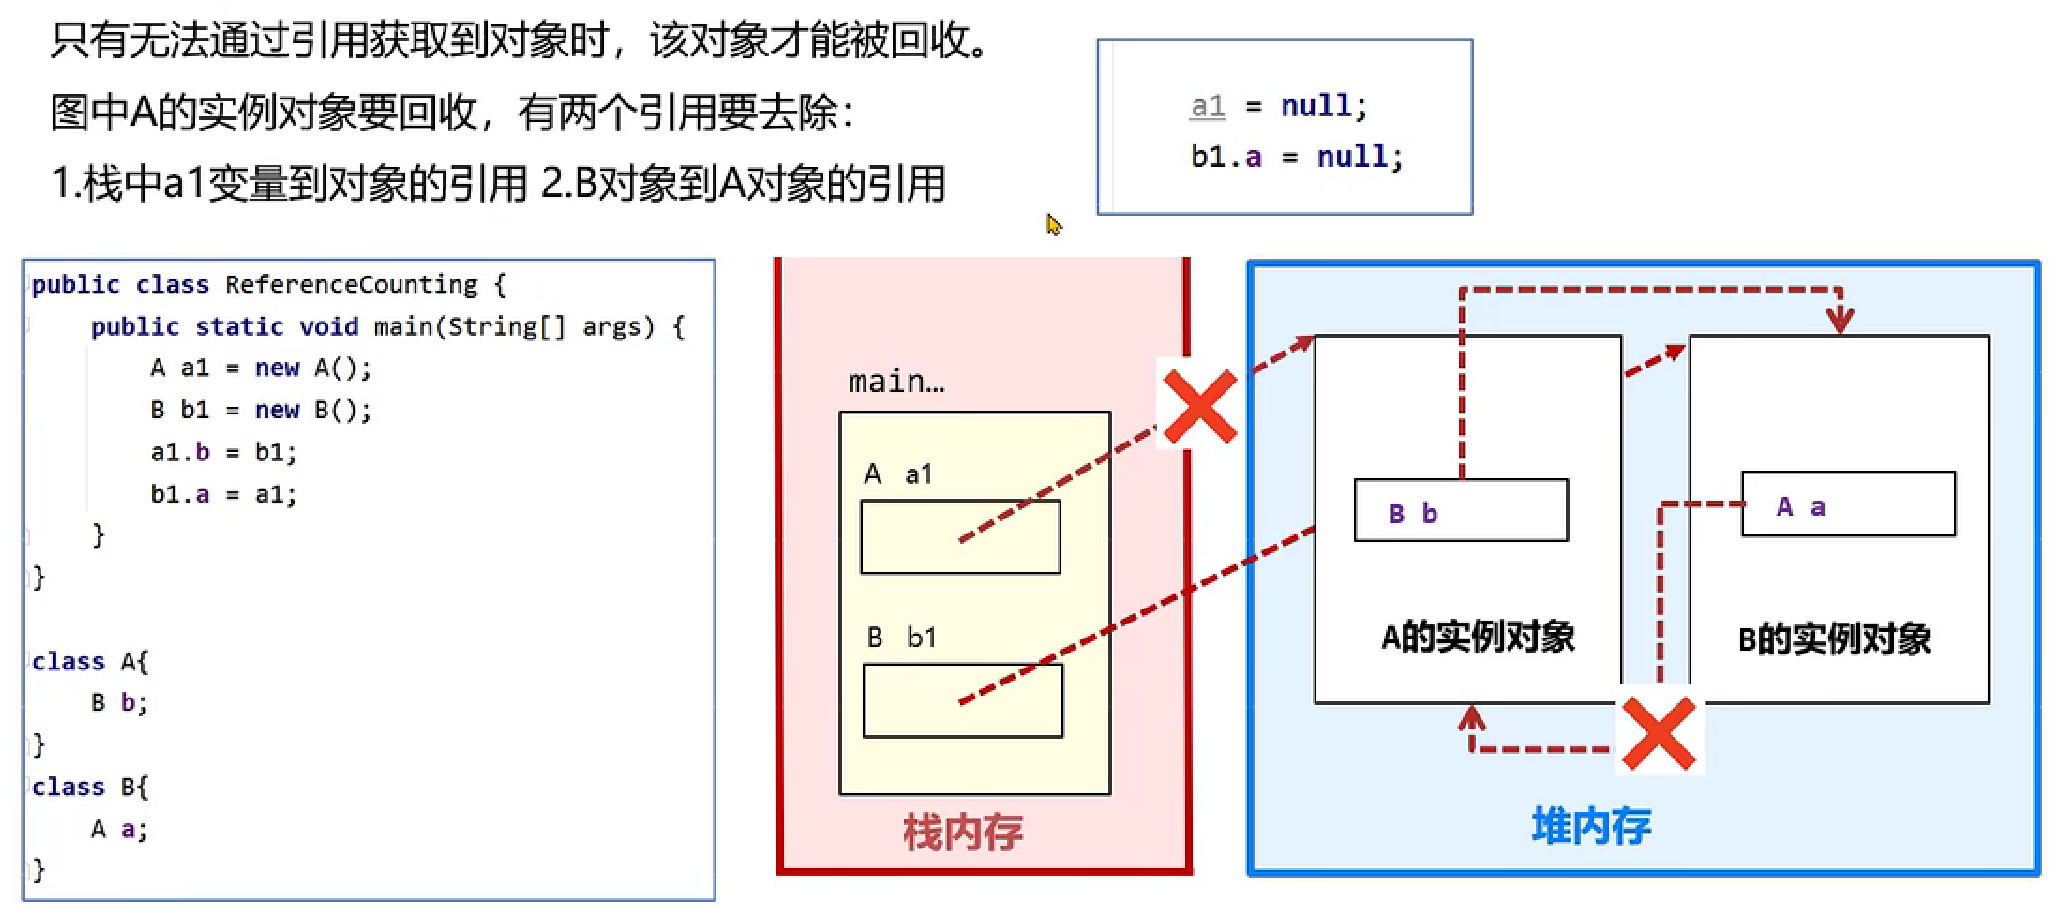 只有无法通过引用获取到对象时，该对象才能被回收。
图中A的实例对象要回收，有两个引用要去除：
1.栈中a1变量到对象的引用 2.B对象到A对象的引用
a1 = null;
b1.a = null;
public class ReferenceCounting {
public static void main(String[] args) {
A a1 = new A();
B b1 = new B();
a1.b = b1;
b1.a = a1;
}
}
class A{
B b;
}
class B{
A a;
}
main…
A a1
B b1
栈内存
B b
A的实例对象
A a
B的实例对象
堆内存